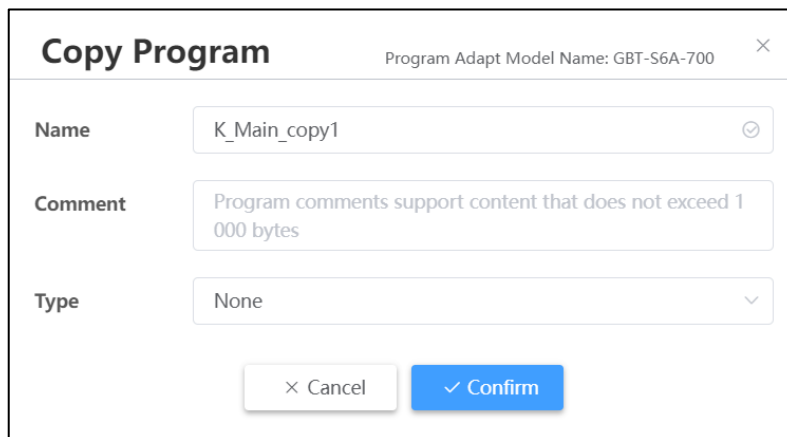 Copy Program
Program Adapt Model Name: GBT-S6A-700
Name
K_Main_copy1
Comment
Program comments support content that does not exceed 1
000 bytes
Type
None
Cancel
Confirm